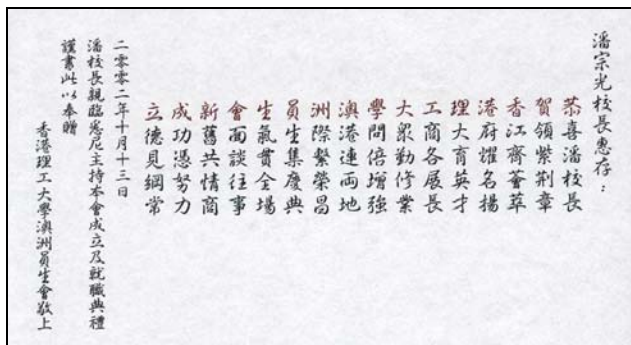 潘宗光校長惠存：
恭喜潘校長
賀領紫荊章
香江齊薈萃
港府耀名揚
理大育英才
工商各展長
大衆勤修業
學問倍增強
澳港連両地
洲際繫榮昌
員生集慶典
生氣貫全場
會面談往事
新舊共情商
成功憑努力
立德見綱常
二零零二年十月十三日
潘校長親臨悉尼主持本會成立及就職典禮
謹書此以奉贈
香港理工大學澳洲員生會敬上